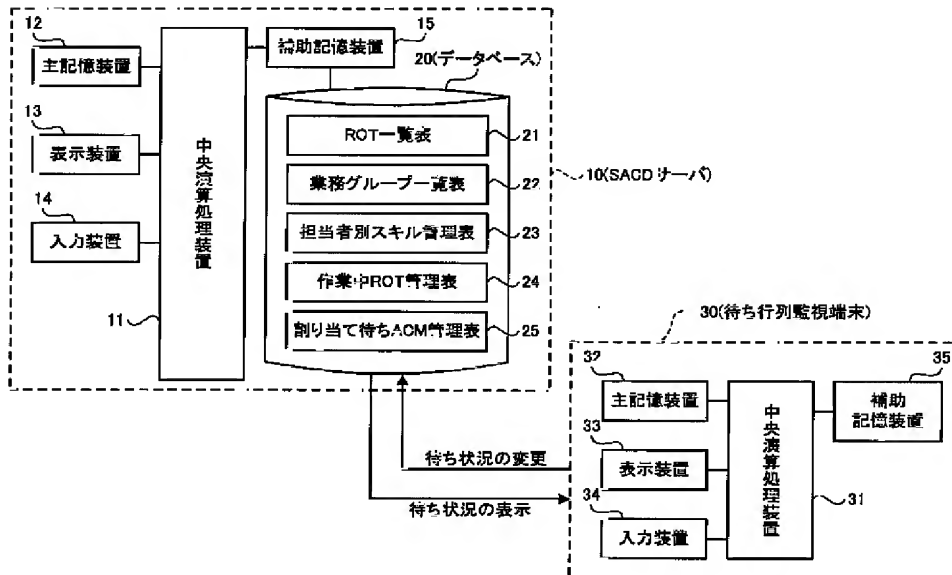 12
主記憶装置
13
表示装置
14
入力装置
中央演算処理装置
11
15
補助記憶装置
20(データベース)
ROT一覧表
21
業務グループ一覧表
22
担当者別スキル管理表
23
作業中ROT管理表
24
割り当て待ちACM管理表
25
10(SACDサーバ)
30(待ち行列監視端末)
32
主記憶装置
33
表示装置
34
入力装置
中央演算処理装置
31
35
補助
記憶装置
待ち状況の変更
待ち状況の表示